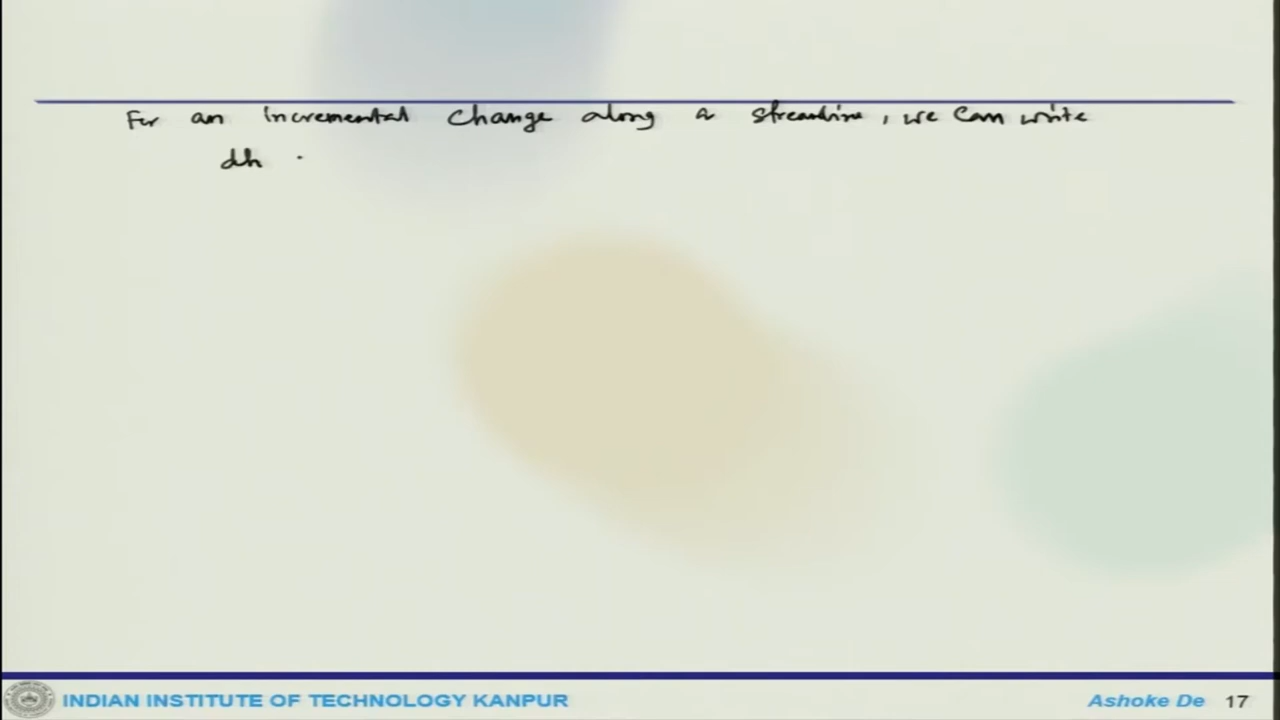 For an incremental change along a streamline, we can write
dh
INDIAN INSTITUTE OF TECHNOLOGY KANPUR
Ashoke De 17